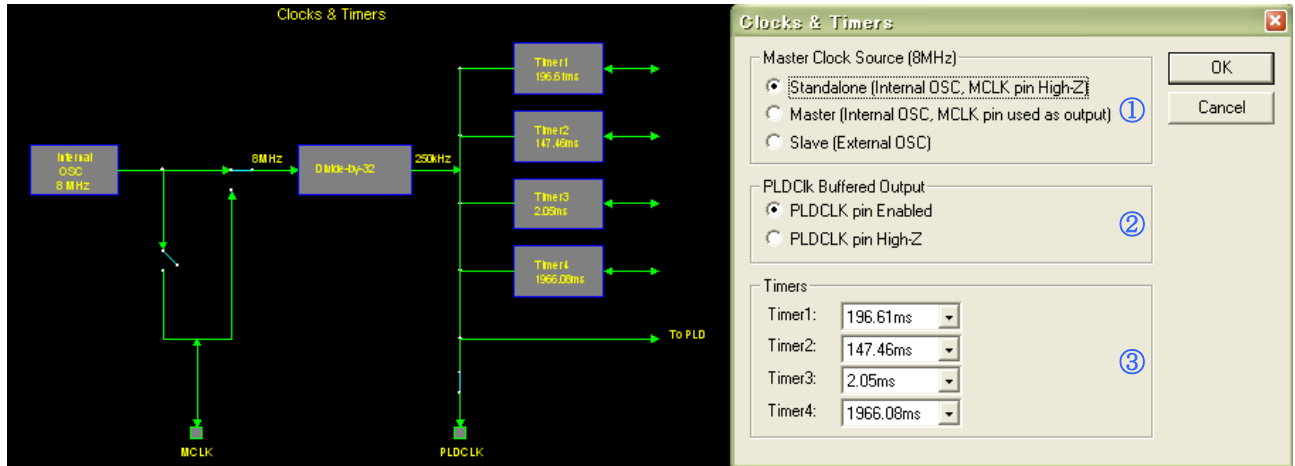 Clocks & Timers
Timer1
196.61ms
Timer2
147.46ms
Internal
OSC
8 MHz
8MHz
Divide-by-32
250kHz
Timer3
2.05ms
Timer4
1966.08ms
To PLD
MCLK
PLDCLK
Clocks & Timers
Master Clock Source (8MHz)
Standalone (Internal OSC, MCLK pin High-Z)
Master (Internal OSC, MCLK pin used as output)
①
Slave (External OSC)
OK
Cancel
PLDClk Buffered Output
PLDCLK pin Enabled
②
PLDCLK pin High-Z
Timers
Timer1: 196.61ms
Timer2: 147.46ms
③
Timer3: 2.05ms
Timer4: 1966.08ms